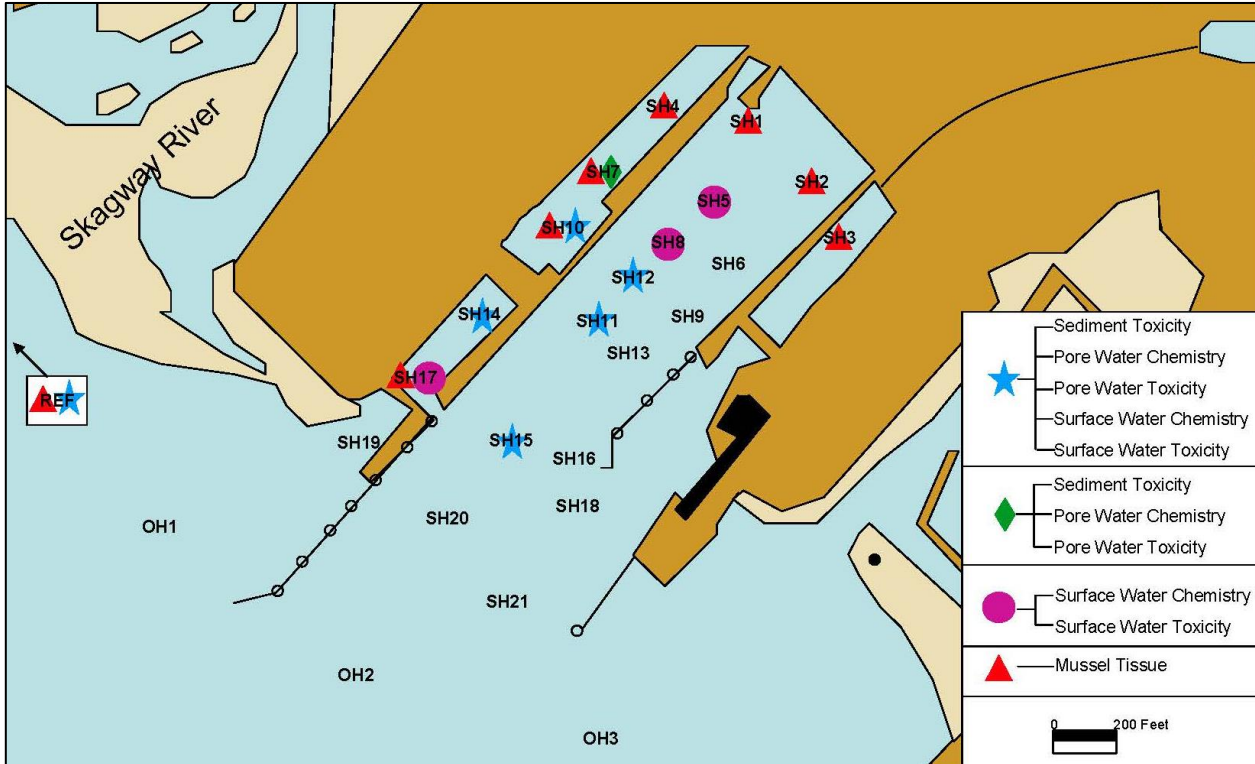 Skagway River
SH4
SH1
SH7
SH2
SH5
SH10
SH8
SH3
SH6
SH12
SH14
SH9
SH11
SH13
SH17
REF
SH19
SH15
SH16
SH18
SH20
OH1
SH21
OH2
OH3
Sediment Toxicity
Pore Water Chemistry
Pore Water Toxicity
Surface Water Chemistry
Surface Water Toxicity
Sediment Toxicity
Pore Water Chemistry
Pore Water Toxicity
Surface Water Chemistry
Surface Water Toxicity
Mussel Tissue
0 200 Feet